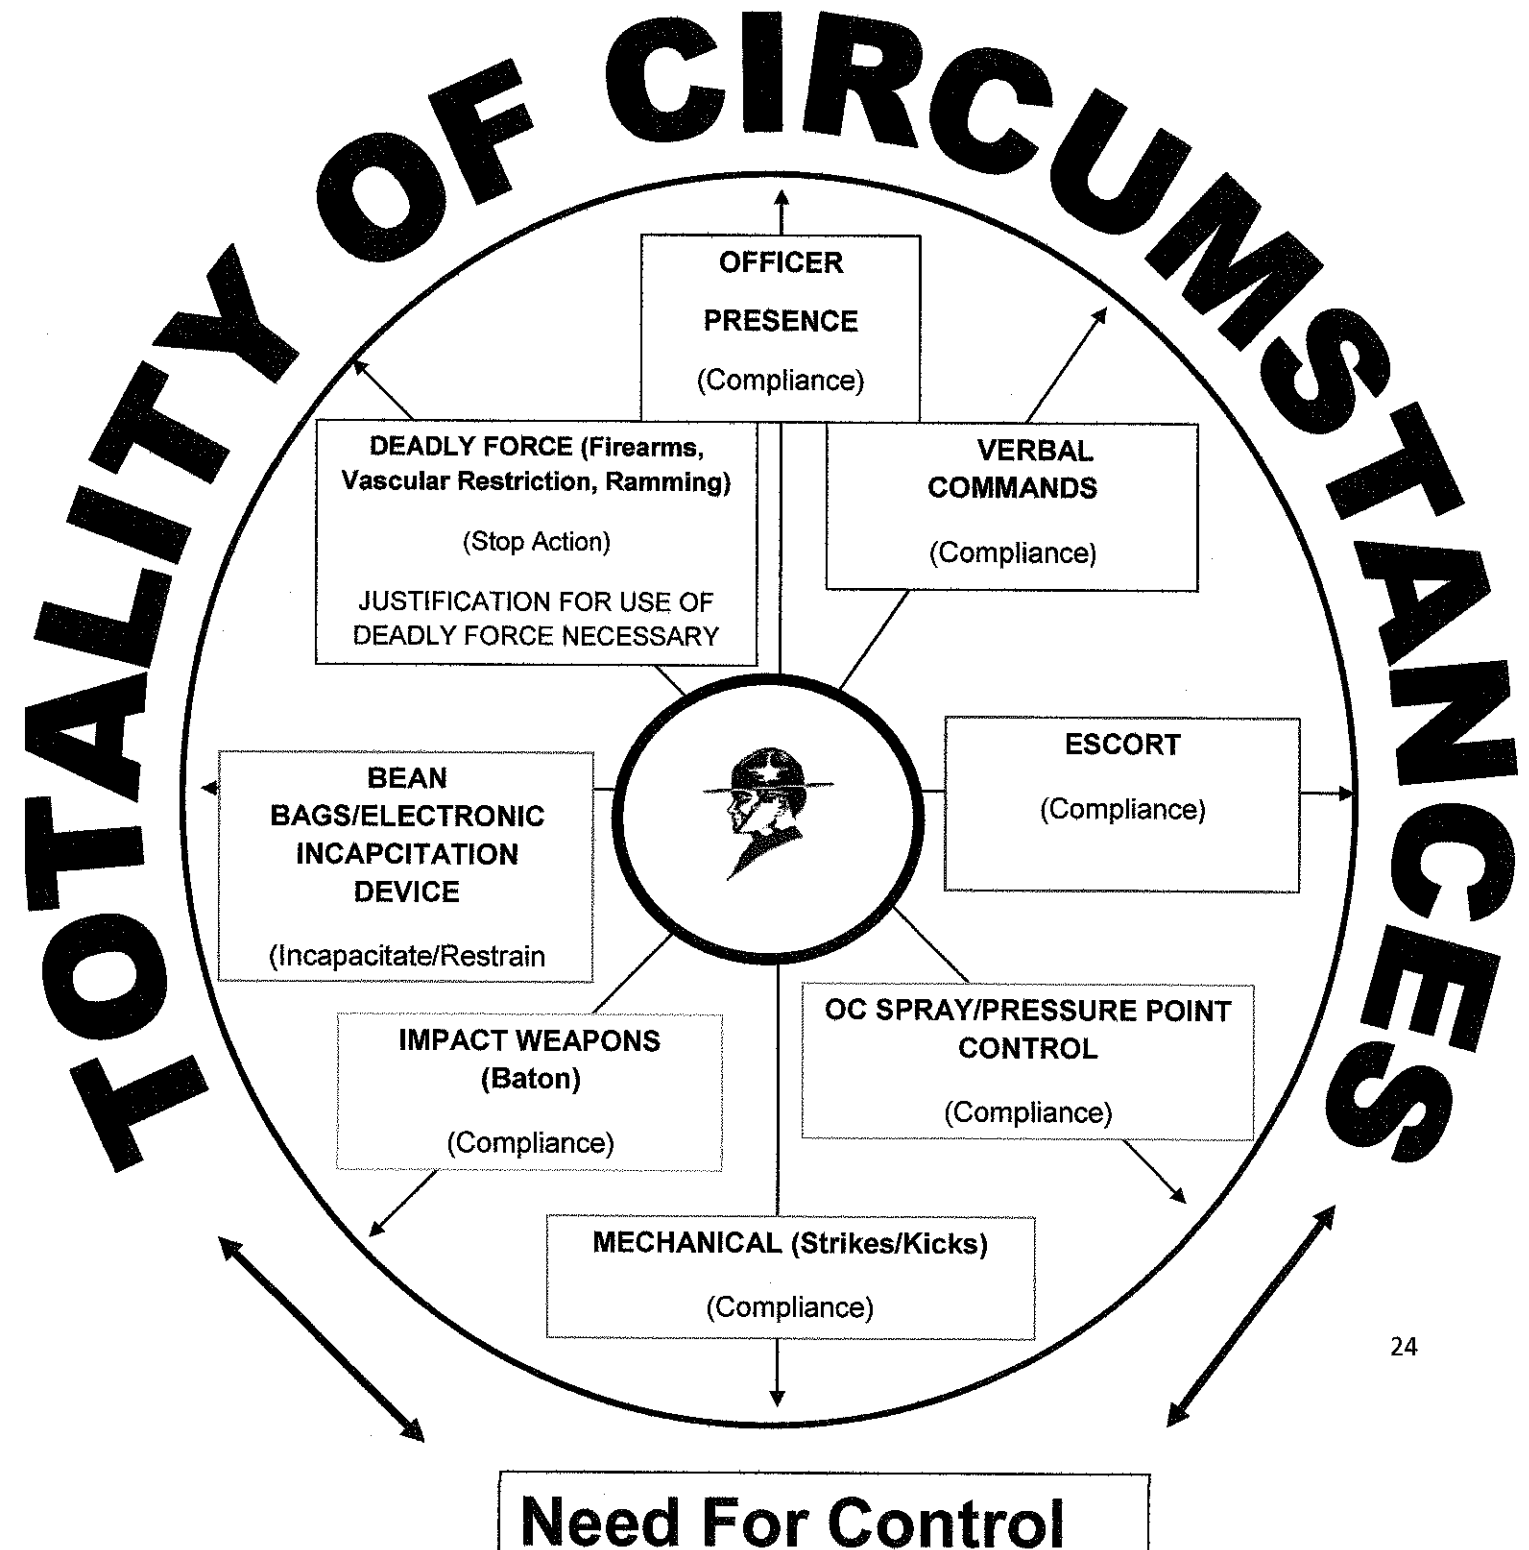 TOTALITY OF CIRCUMSTANCES
OFFICER
PRESENCE
(Compliance)
DEADLY FORCE (Firearms,
Vascular Restriction, Ramming)
(Stop Action)
JUSTIFICATION FOR USE OF
DEADLY FORCE NECESSARY
VERBAL
COMMANDS
(Compliance)
ESCORT
(Compliance)
BEAN
BAGS/ELECTRONIC
INCAPCITATION
DEVICE
(Incapacitate/Restrain
OC SPRAY/PRESSURE POINT
CONTROL
(Compliance)
IMPACT WEAPONS
(Baton)
(Compliance)
MECHANICAL (Strikes/Kicks)
(Compliance)
24
Need For Control